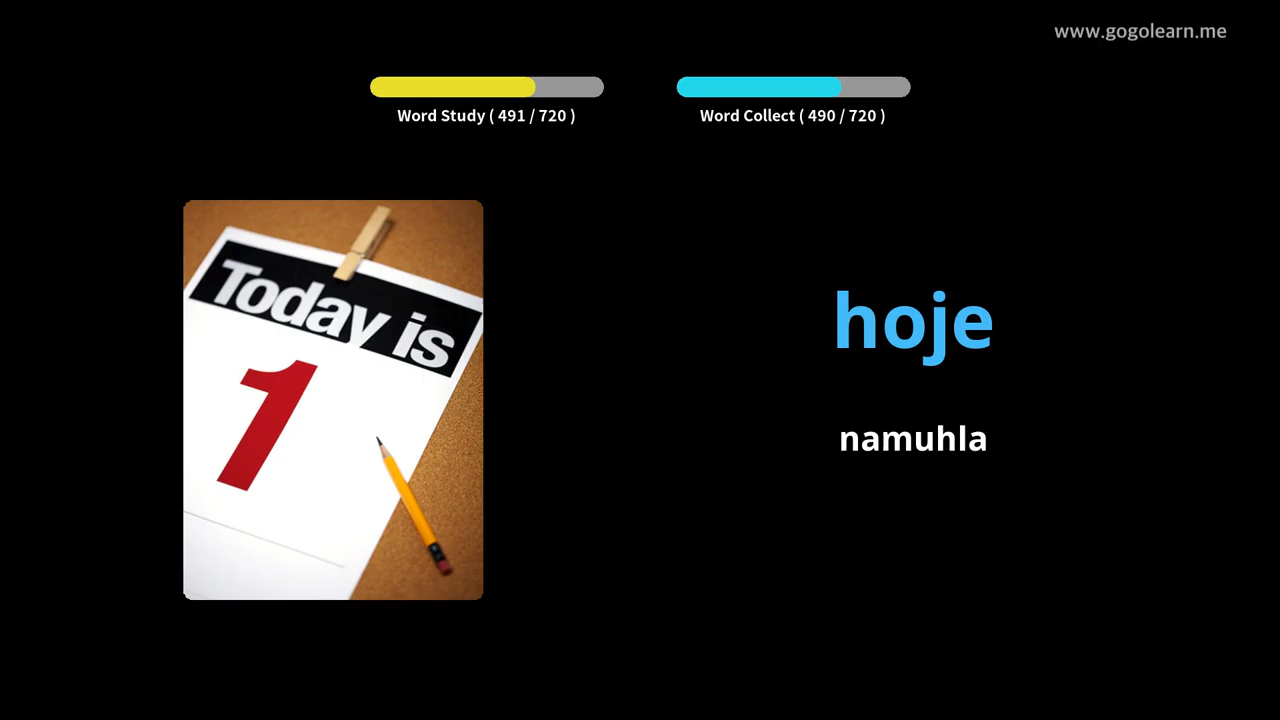 www.gogolearn.me
Word Study ( 491 / 720 )
Word Collect ( 490 / 720 )
Today is
1
hoje
namuhla